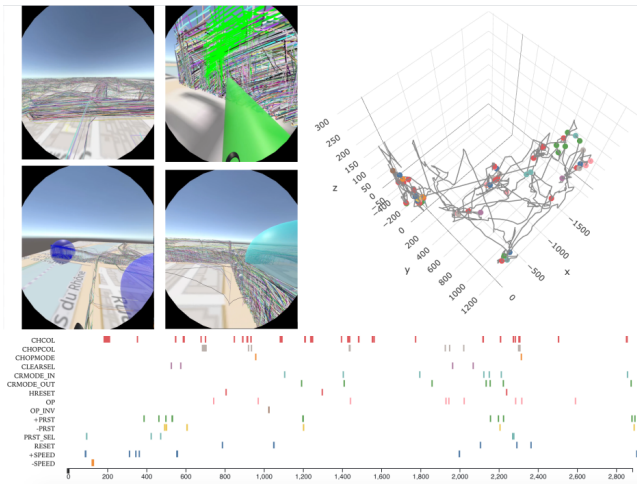 300
250
200
150
100
50
0
z
−400
−200
0
200
400
600
800
1000
1200
y
−1500
−1000
−500
0
x
S du Rhône
CHCOL
CHOPCOL
CHOPMODE
CLEARSEL
CRMODE_IN
CRMODE_OUT
HRESET
OP
OP_INV
+PRST
-PRST
PRST_SEL
RESET
+SPEED
-SPEED
0 200 400 600 800 1,000 1,200 1,400 1,600 1,800 2,000 2,200 2,400 2,600 2,800